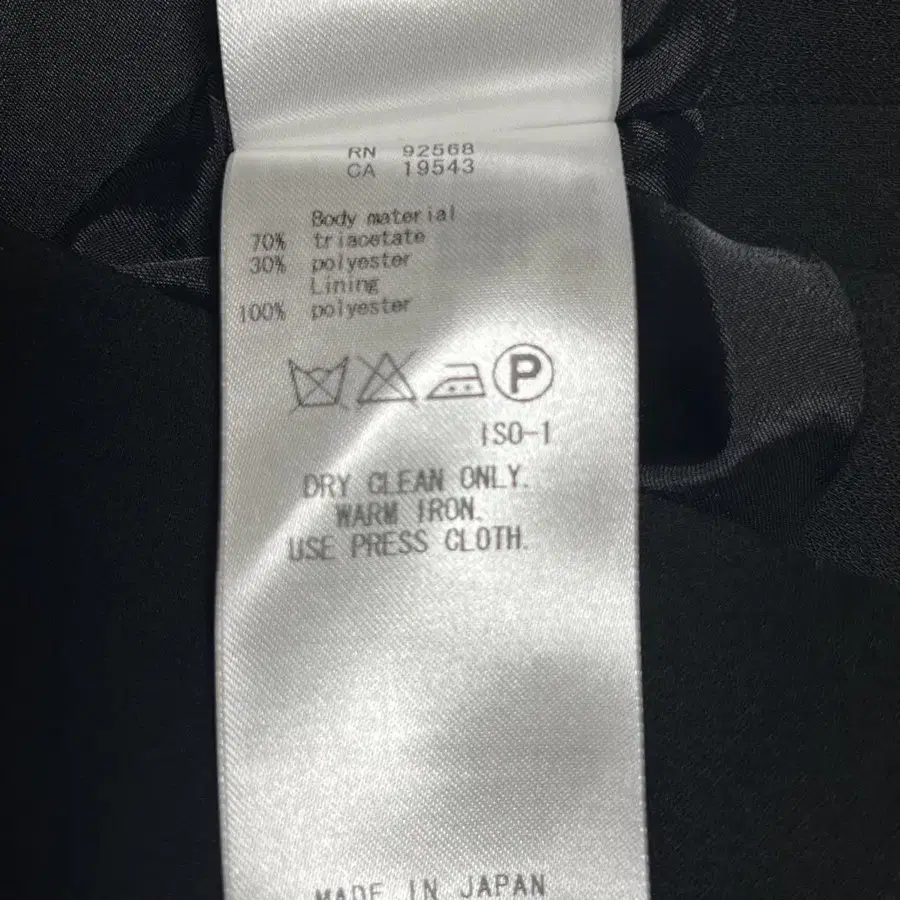 RN 92568
CA 19543
Body material
70% triacetate
30% polyester
Lining
100% polyester
P
ISO-1
DRY CLEAN ONLY.
WARM IRON.
USE PRESS CLOTH.
MADE IN JAPAN